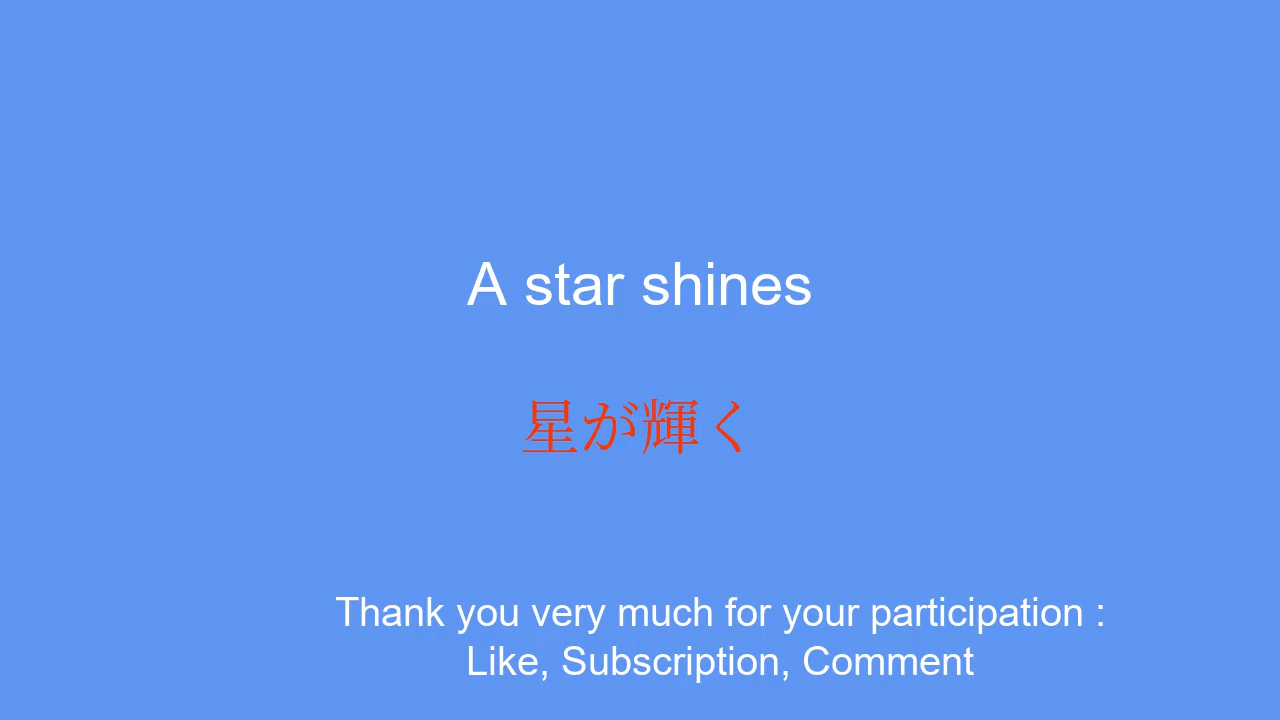 A star shines
星が輝く
Thank you very much for your participation :
Like, Subscription, Comment